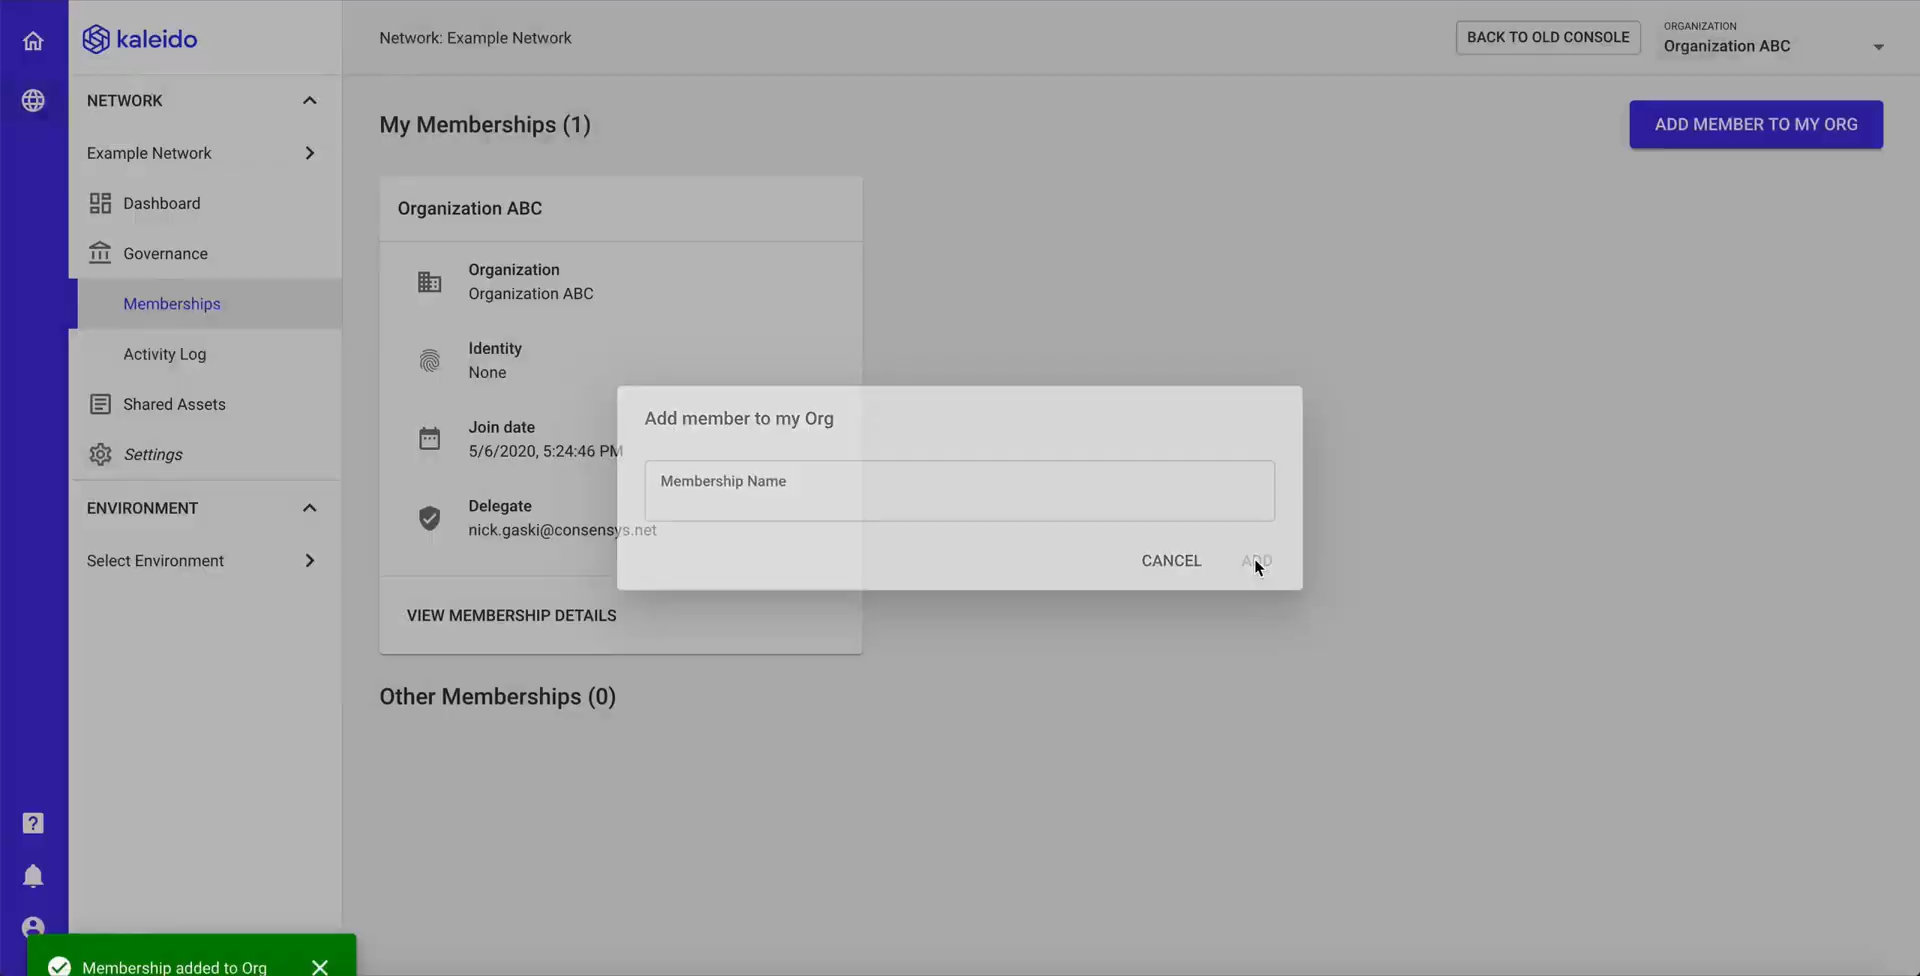 kaleido
Network: Example Network
BACK TO OLD CONSOLE
ORGANIZATION
Organization ABC
NETWORK
Example Network
Dashboard
Governance
Memberships
Activity Log
Shared Assets
Settings
ENVIRONMENT
Select Environment
My Memberships (1)
ADD MEMBER TO MY ORG
Organization ABC
Organization
Organization ABC
Identity
None
Join date
5/6/2020, 5:24:46 PM
Delegate
nick.gaski@consensys.net
VIEW MEMBERSHIP DETAILS
Other Memberships (0)
Add member to my Org
Membership Name
CANCEL
ADD
?
Membership added to Org